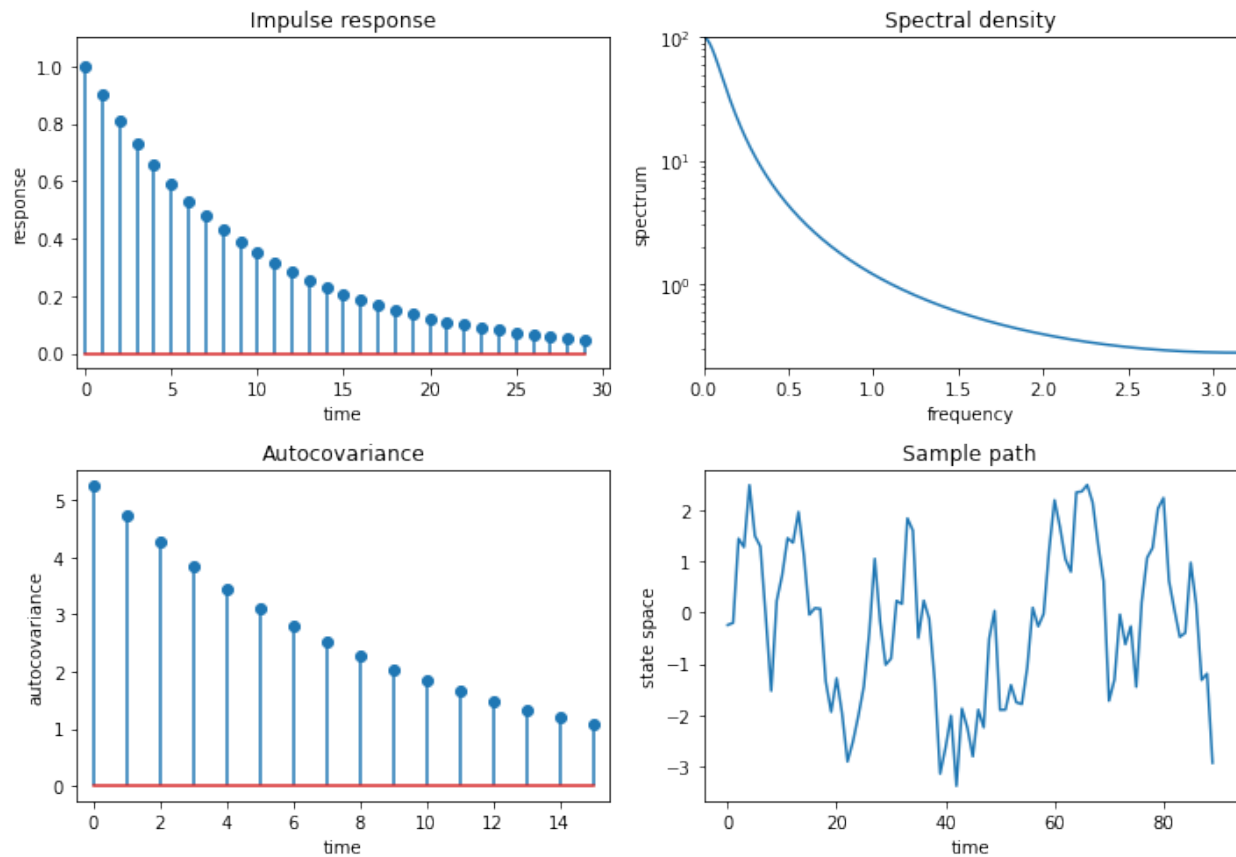 Impulse response
1.0
0.8
0.6
0.4
0.2
0.0
response
0 5 10 15 20 25 30
time
Spectral density
10²
10¹
10⁰
spectrum
0.0 0.5 1.0 1.5 2.0 2.5 3.0
frequency
Autocovariance
5
4
3
2
1
0
autocovariance
0 2 4 6 8 10 12 14
time
Sample path
2
1
0
−1
−2
−3
state space
0 20 40 60 80
time